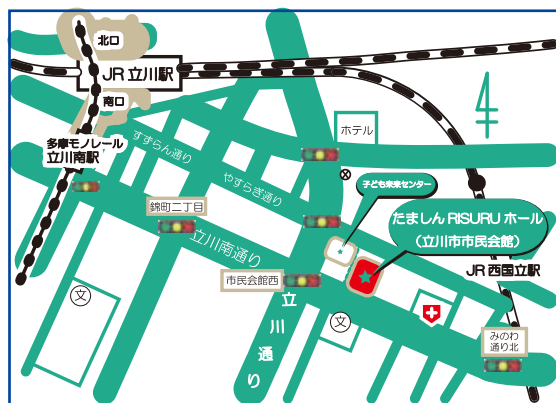 北口
JR 立川駅
南口
多摩モノレール
立川南駅
すずらん通り
ホテル
やすらぎ通り
子ども未来センター
錦町二丁目
たましん RISURU ホール
(立川市市民会館)
立川南通り
JR 西国立駅
市民会館西
立川通り
文
文
みのわ
通り北